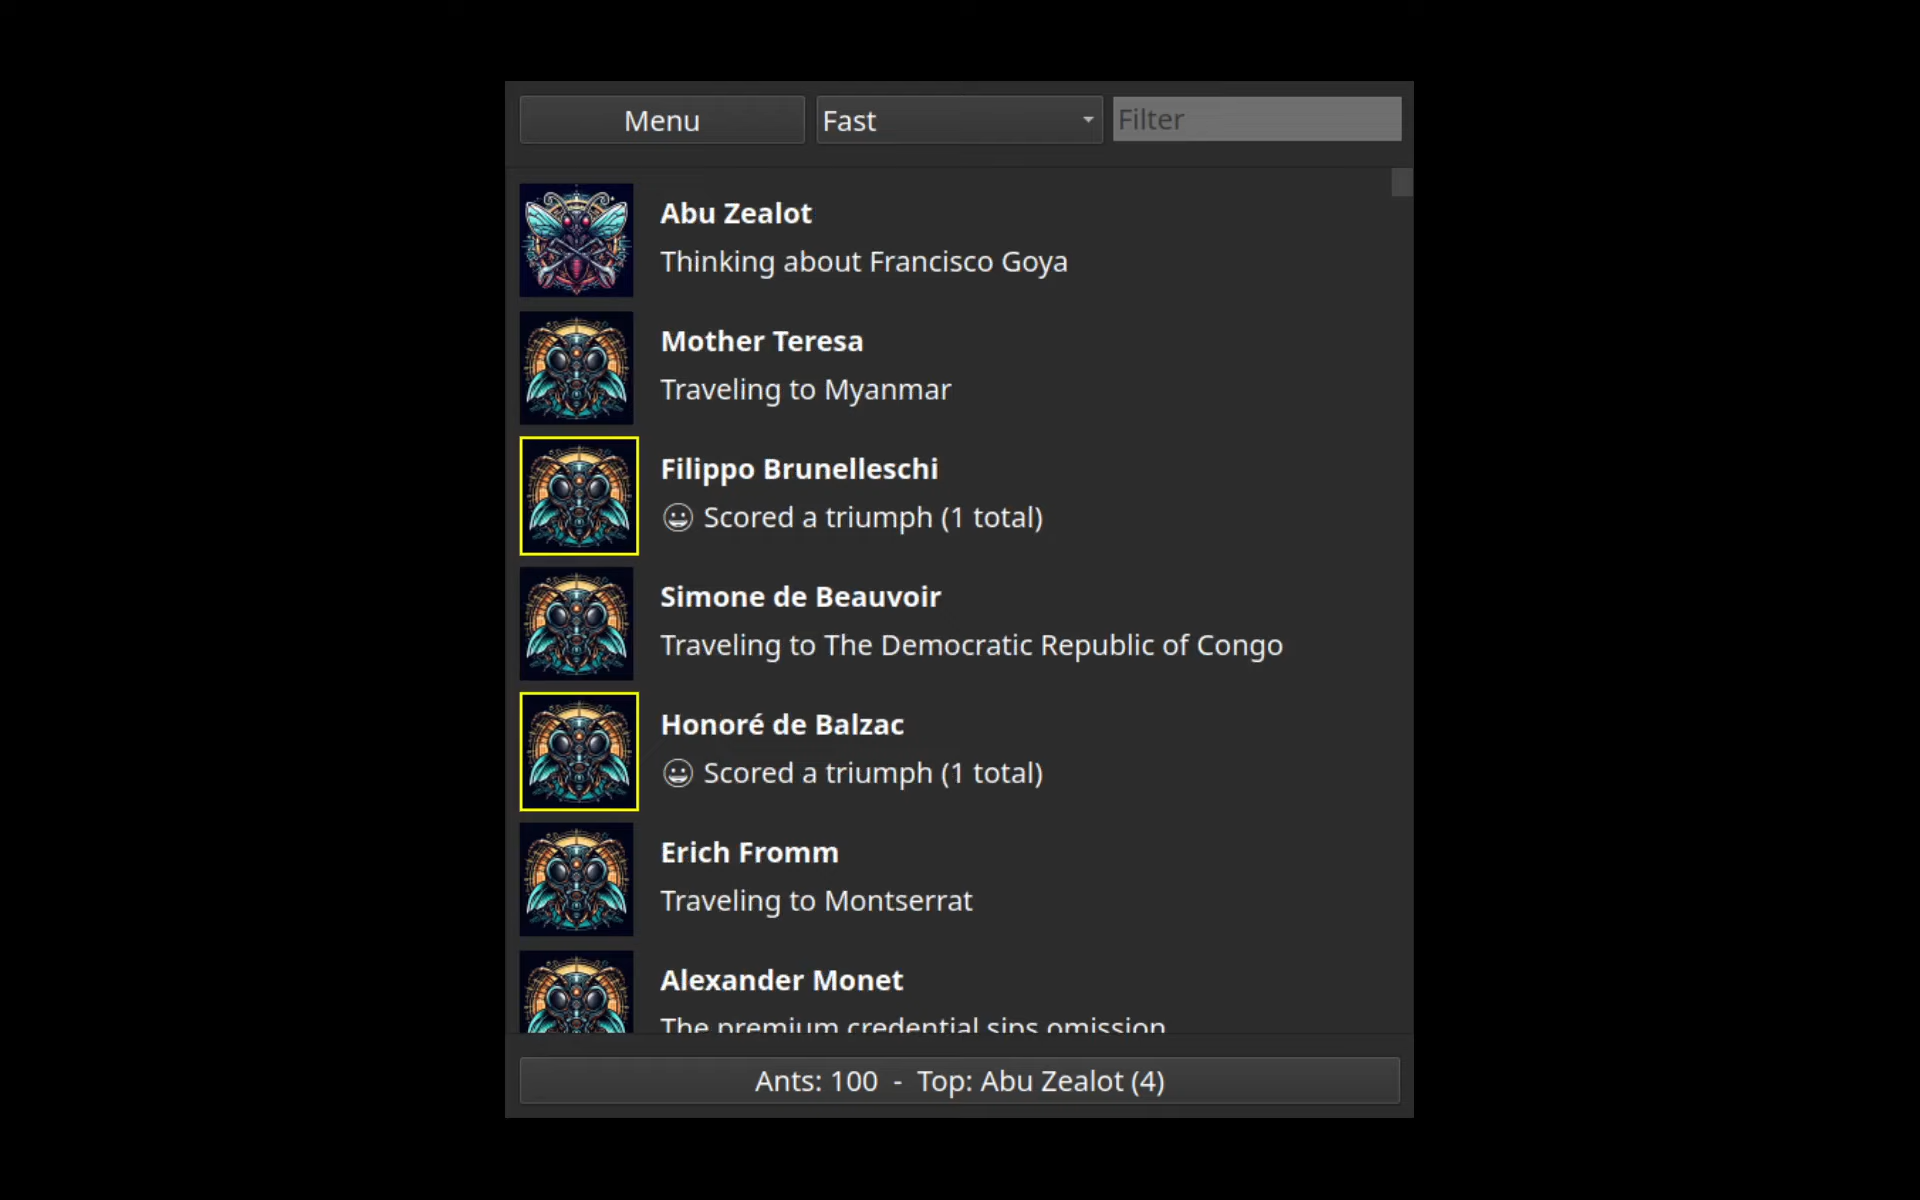 Menu
Fast
Filter
Abu Zealot
Thinking about Francisco Goya
Mother Teresa
Traveling to Myanmar
Filippo Brunelleschi
😀 Scored a triumph (1 total)
Simone de Beauvoir
Traveling to The Democratic Republic of Congo
Honoré de Balzac
😀 Scored a triumph (1 total)
Erich Fromm
Traveling to Montserrat
Alexander Monet
The premium credential sips omission
Ants: 100 - Top: Abu Zealot (4)